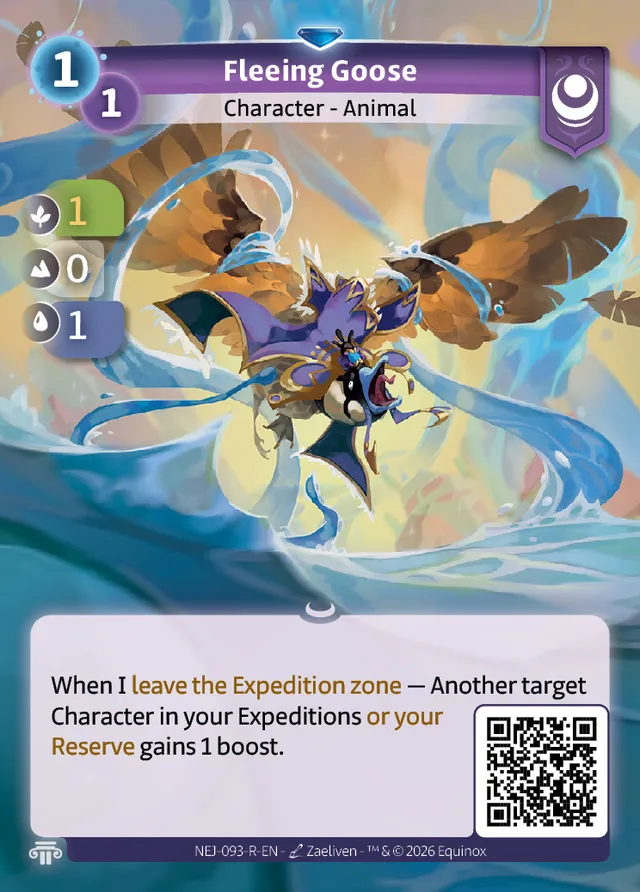 1
Fleeing Goose
1
Character - Animal
1
0
1
When I leave the Expedition zone — Another target
Character in your Expeditions or your
Reserve gains 1 boost.
NEJ-093-R-EN - Zaeliven - ™ & © 2026 Equinox